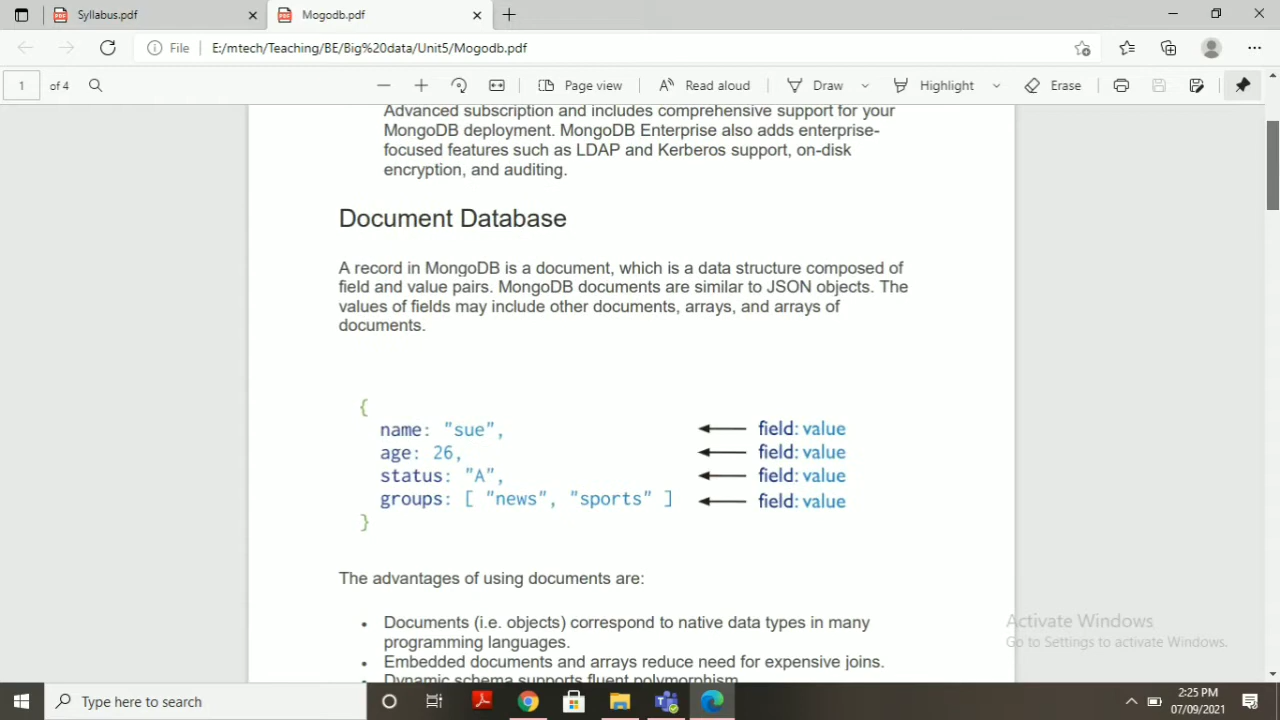 Syllabus.pdf
Mogodb.pdf
File
E:/mtech/Teaching/BE/Big%20data/Unit5/Mogodb.pdf
1 of 4
Page view
Read aloud
Draw
Highlight
Erase
Advanced subscription and includes comprehensive support for your
MongoDB deployment. MongoDB Enterprise also adds enterprise-
focused features such as LDAP and Kerberos support, on-disk
encryption, and auditing.
Document Database
A record in MongoDB is a document, which is a data structure composed of
field and value pairs. MongoDB documents are similar to JSON objects. The
values of fields may include other documents, arrays, and arrays of
documents.
{
name: "sue", field: value
age: 26, field: value
status: "A", field: value
groups: [ "news", "sports" ] field: value
}
The advantages of using documents are:
• Documents (i.e. objects) correspond to native data types in many
programming languages.
• Embedded documents and arrays reduce need for expensive joins.
• Dynamic schema supports fluent polymorphism
Activate Windows
Go to Settings to activate Windows.
Type here to search
2:25 PM
07/09/2021